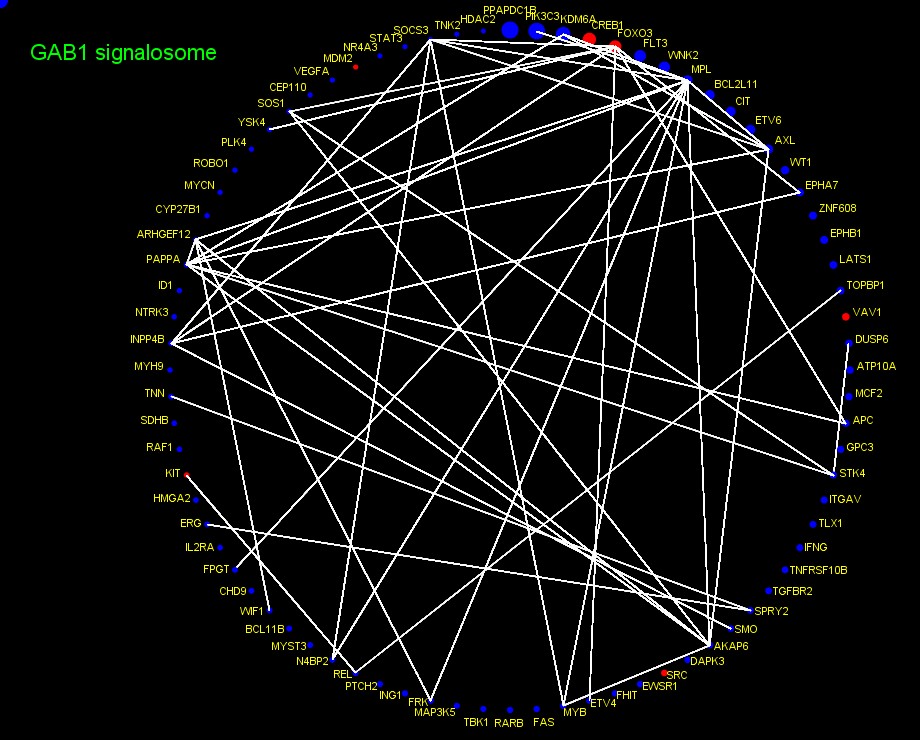 GAB1 signalosome
PPAPDC1B
PIK3C3
KDM6A
CREB1
FOXO3
FLT3
WNK2
MPL
BCL2L11
CIT
ETV6
AXL
WT1
EPHA7
ZNF608
EPHB1
LATS1
TOPBP1
VAV1
DUSP6
ATP10A
MCF2
APC
GPC3
STK4
ITGAV
TLX1
IFNG
TNFRSF10B
TGFBR2
SPRY2
SMO
AKAP6
DAPK3
SRC
EWSR1
FHIT
ETV4
MYB
FAS
RARB
TBK1
MAP3K5
FRK
ING1
PTCH2
REL
N4BP2
MYST3
BCL11B
WIF1
CHD9
FPGT
IL2RA
ERG
HMGA2
KIT
RAF1
SDHB
TNN
MYH9
INPP4B
NTRK3
ID1
PAPPA
ARHGEF12
CYP27B1
MYCN
ROBO1
PLK4
YSK4
SOS1
CEP110
VEGFA
MDM2
NR4A3
STAT3
SOCS3
TNK2
HDAC2